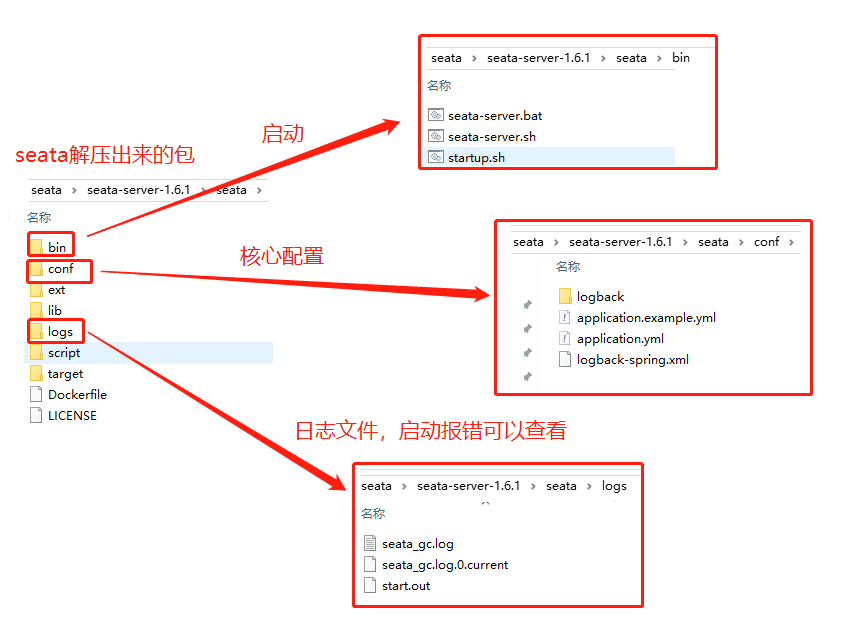 seata解压出来的包
seata > seata-server-1.6.1 > seata >
名称
bin
conf
ext
lib
logs
script
target
Dockerfile
LICENSE
启动
seata > seata-server-1.6.1 > seata > bin
名称
seata-server.bat
seata-server.sh
startup.sh
核心配置
seata > seata-server-1.6.1 > seata > conf >
名称
logback
application.example.yml
application.yml
logback-spring.xml
日志文件，启动报错可以查看
seata > seata-server-1.6.1 > seata > logs
名称
seata_gc.log
seata_gc.log.0.current
start.out